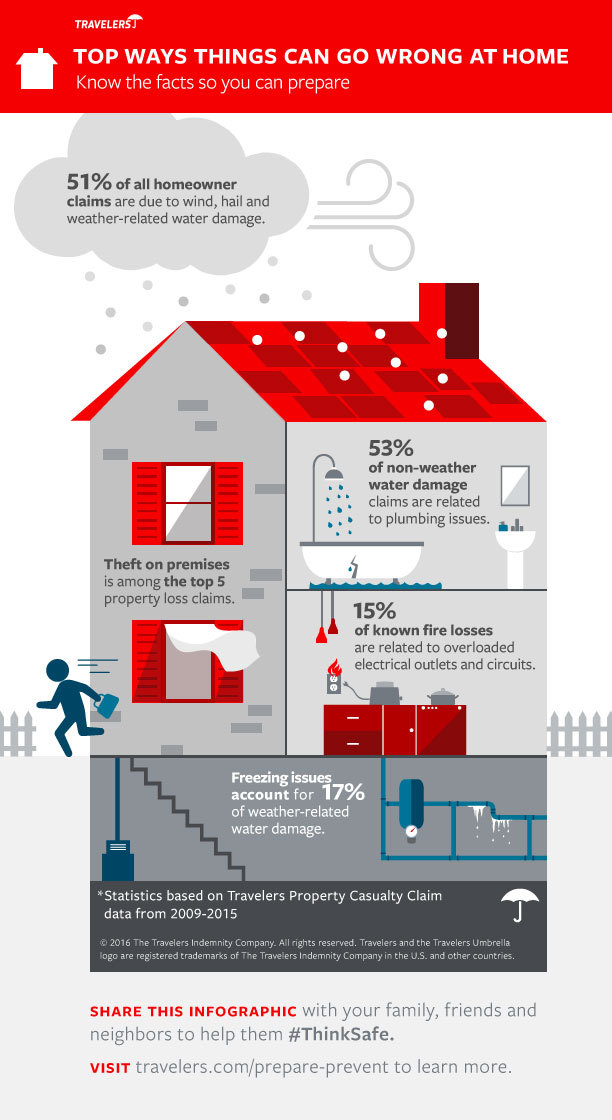 TRAVELERS
TOP WAYS THINGS CAN GO WRONG AT HOME
Know the facts so you can prepare
51% of all homeowner
claims are due to wind, hail and
weather-related water damage.
53%
of non-weather
water damage
claims are related
to plumbing issues.
Theft on premises
is among the top 5
property loss claims.
15%
of known fire losses
are related to overloaded
electrical outlets and circuits.
Freezing issues
account for 17%
of weather-related
water damage.
*Statistics based on Travelers Property Casualty Claim
data from 2009-2015
© 2016 The Travelers Indemnity Company. All rights reserved. Travelers and the Travelers Umbrella
logo are registered trademarks of The Travelers Indemnity Company in the U.S. and other countries.
SHARE THIS INFOGRAPHIC with your family, friends and
neighbors to help them #ThinkSafe.
VISIT travelers.com/prepare-prevent to learn more.